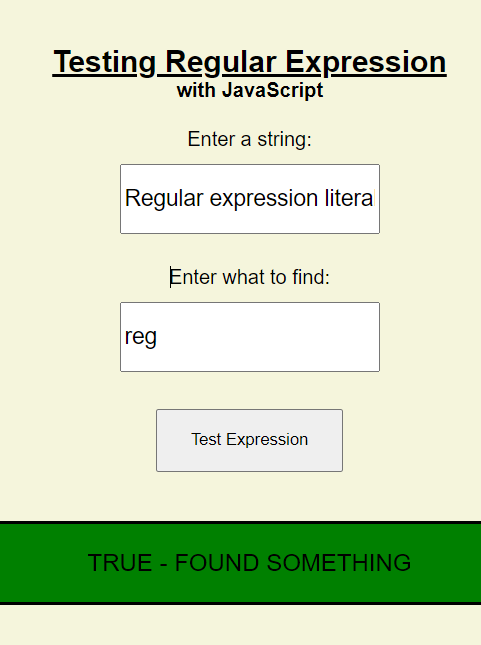 Testing Regular Expression
with JavaScript
Enter a string:
Regular expression litera
Enter what to find:
reg
Test Expression
TRUE - FOUND SOMETHING